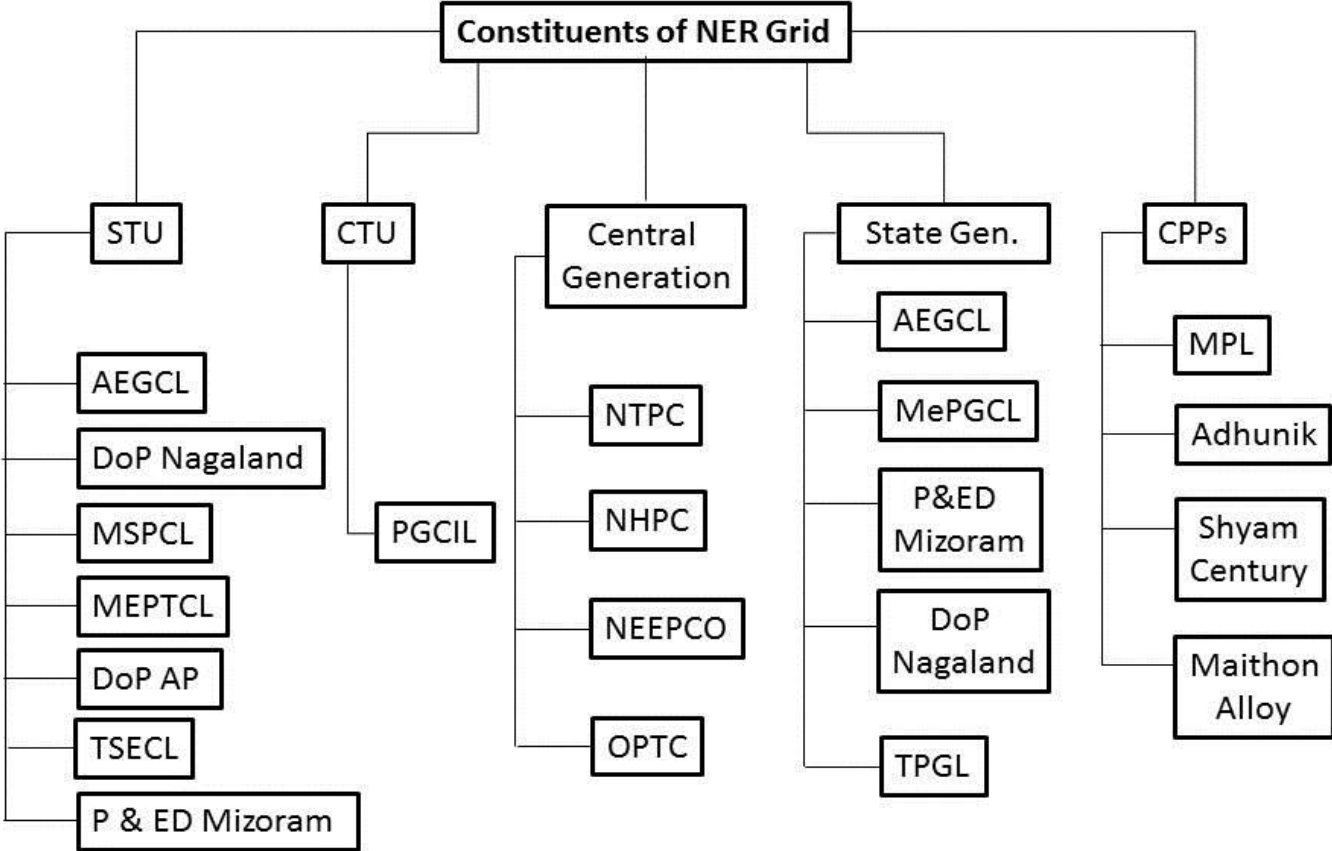 Constituents of NER Grid
STU
CTU
Central
Generation
State Gen.
CPPs
AEGCL
DoP Nagaland
MSPCL
MEPTCL
DoP AP
TSECL
P & ED Mizoram
PGCIL
NTPC
NHPC
NEEPCO
OPTC
AEGCL
MePGCL
P&ED
Mizoram
DoP
Nagaland
TPGL
MPL
Adhunik
Shyam
Century
Maithon
Alloy